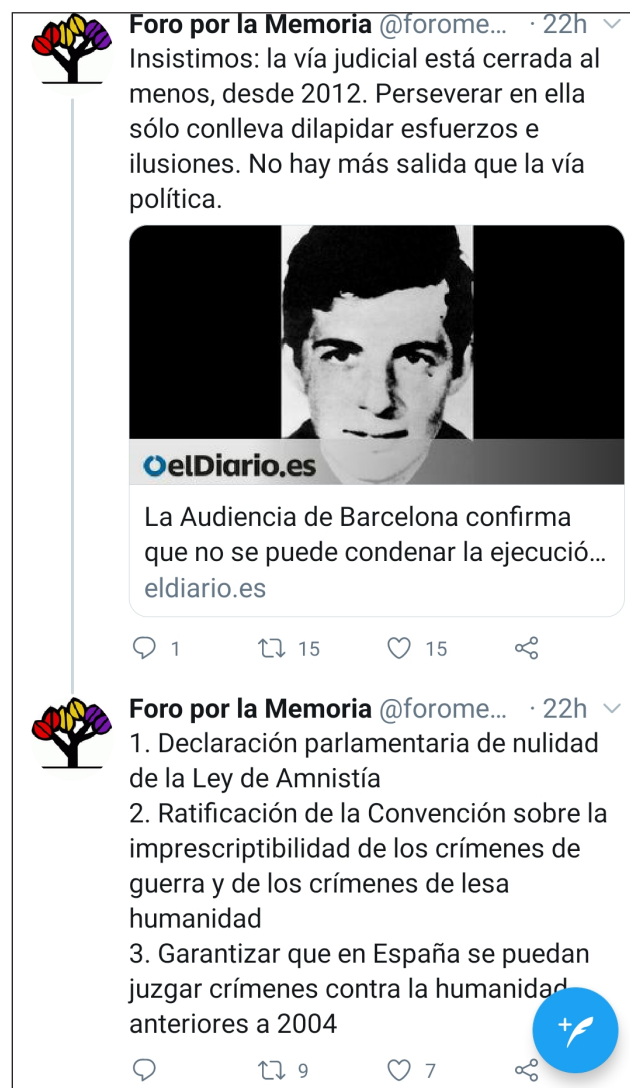 Foro por la Memoria @forome... · 22h
Insistimos: la vía judicial está cerrada al
menos, desde 2012. Perseverar en ella
sólo conlleva dilapidar esfuerzos e
ilusiones. No hay más salida que la vía
política.
elDiario.es
La Audiencia de Barcelona confirma
que no se puede condenar la ejecució...
eldiario.es
1 15 15
Foro por la Memoria @forome... · 22h
1. Declaración parlamentaria de nulidad
de la Ley de Amnistía
2. Ratificación de la Convención sobre la
imprescriptibilidad de los crímenes de
guerra y de los crímenes de lesa
humanidad
3. Garantizar que en España se puedan
juzgar crímenes contra la humanidad
anteriores a 2004
9 7